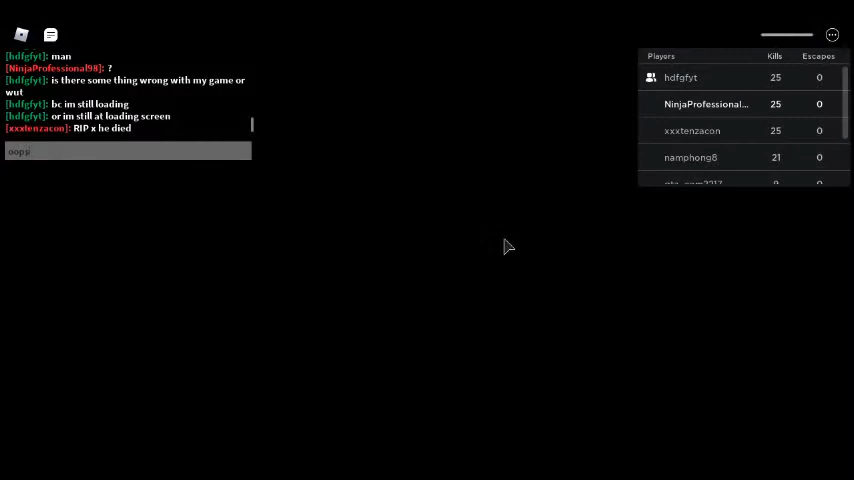 [hdfgfyt]: man
[NinjaProfessional98]: ?
[hdfgfyt]: is there some thing wrong with my game or
wut
[hdfgfyt]: bc im still loading
[hdfgfyt]: or im still at loading screen
[xxxtenzacon]: RIP x he died
oops
Players Kills Escapes
hdfgfyt 25 0
NinjaProfessional... 25 0
xxxtenzacon 25 0
namphong8 21 0